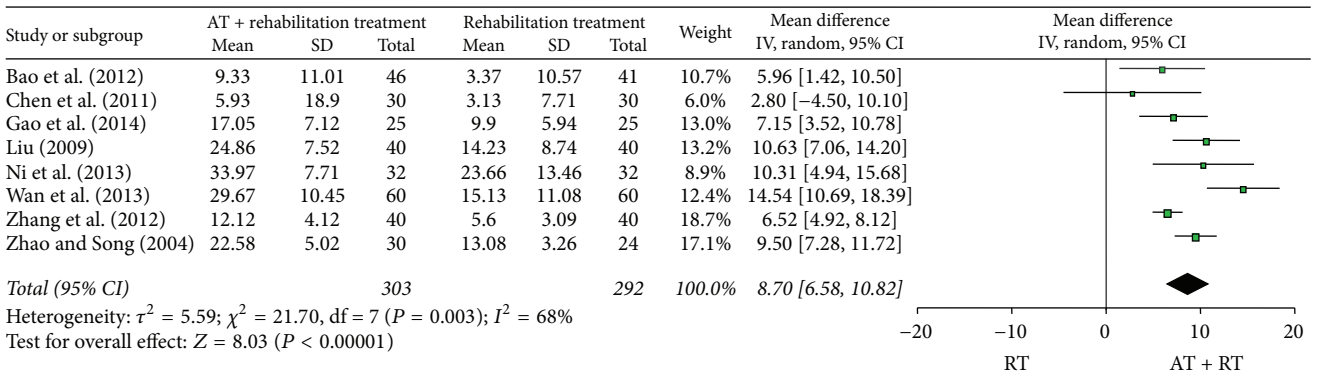 Study or subgroup AT + rehabilitation treatment Rehabilitation treatment Weight Mean difference Mean difference
Mean SD Total Mean SD Total IV, random, 95% CI IV, random, 95% CI
Bao et al. (2012) 9.33 11.01 46 3.37 10.57 41 10.7% 5.96 [1.42, 10.50]
Chen et al. (2011) 5.93 18.9 30 3.13 7.71 30 6.0% 2.80 [−4.50, 10.10]
Gao et al. (2014) 17.05 7.12 25 9.9 5.94 25 13.0% 7.15 [3.52, 10.78]
Liu (2009) 24.86 7.52 40 14.23 8.74 40 13.2% 10.63 [7.06, 14.20]
Ni et al. (2013) 33.97 7.71 32 23.66 13.46 32 8.9% 10.31 [4.94, 15.68]
Wan et al. (2013) 29.67 10.45 60 15.13 11.08 60 12.4% 14.54 [10.69, 18.39]
Zhang et al. (2012) 12.12 4.12 40 5.6 3.09 40 18.7% 6.52 [4.92, 8.12]
Zhao and Song (2004) 22.58 5.02 30 13.08 3.26 24 17.1% 9.50 [7.28, 11.72]
Total (95% CI) 303 292 100.0% 8.70 [6.58, 10.82]
Heterogeneity: τ² = 5.59; χ² = 21.70, df = 7 (P = 0.003); I² = 68%
Test for overall effect: Z = 8.03 (P < 0.00001)
−20 −10 0 10 20
RT AT + RT